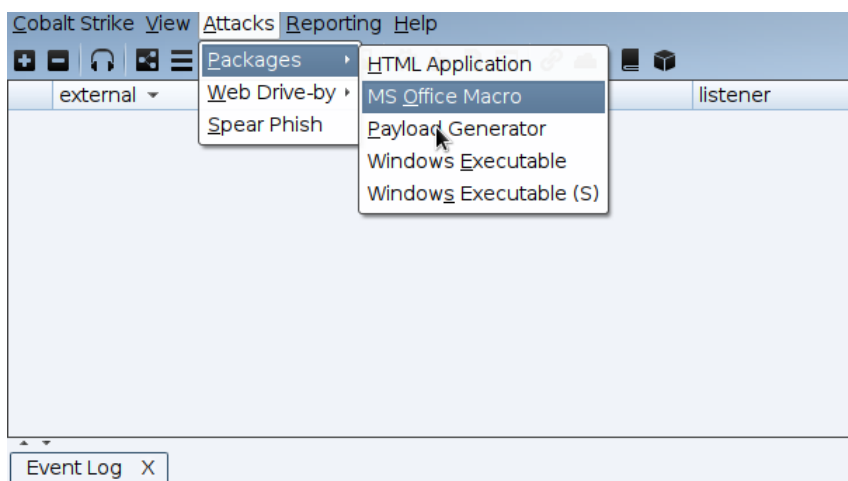 Cobalt Strike View Attacks Reporting Help
Packages
HTML Application
external
Web Drive-by
MS Office Macro
listener
Spear Phish
Payload Generator
Windows Executable
Windows Executable (S)
Event Log X